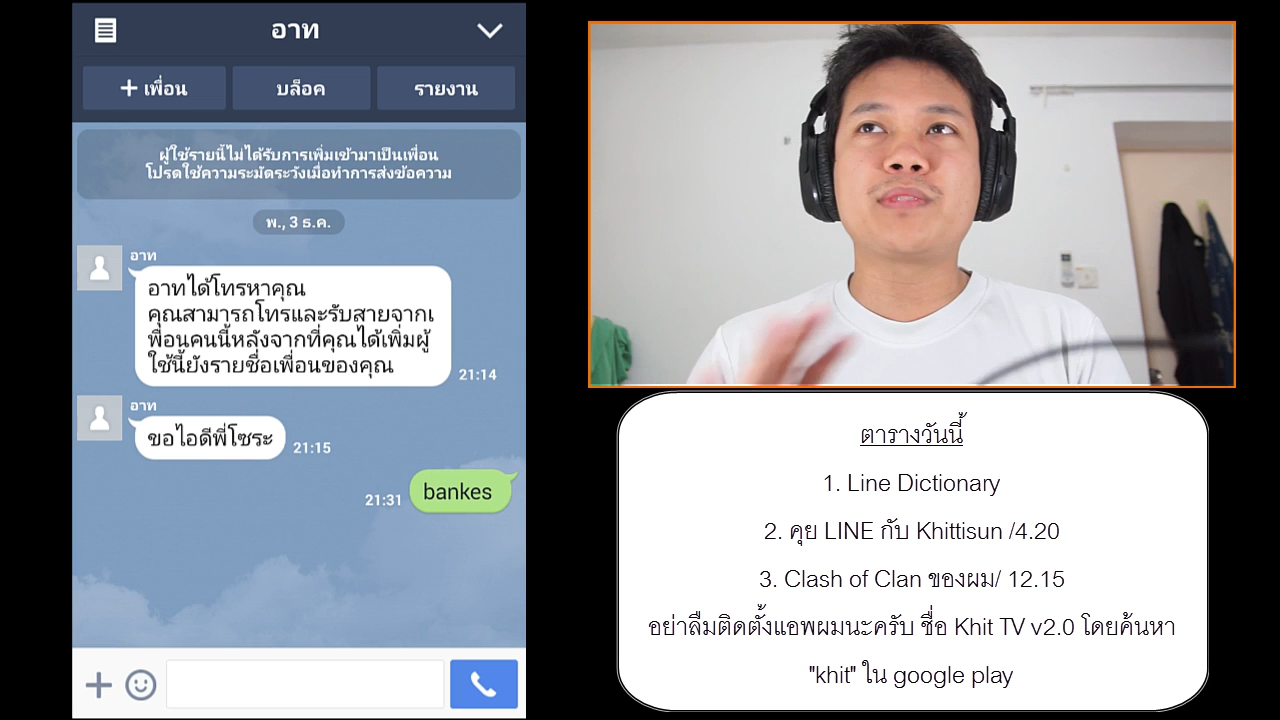 อาท
+ เพื่อน
บล็อค
รายงาน
ผู้ใช้รายนี้ไม่ได้รับการเพิ่มเข้ามาเป็นเพื่อน
โปรดใช้ความระมัดระวังเมื่อทำการส่งข้อความ
พ., 3 ธ.ค.
อาท
อาทได้โทรหาคุณ
คุณสามารถโทรและรับสายจากเ
พื่อนคนนี้หลังจากที่คุณได้เพิ่มผู้
ใช้นี้ยังรายชื่อเพื่อนของคุณ
21:14
อาท
ขอไอดีพี่โซระ
21:15
21:31
bankes
ตารางวันนี้
1. Line Dictionary
2. คุย LINE กับ Khittisun /4.20
3. Clash of Clan ของผม/ 12.15
อย่าลืมติดตั้งแอพผมนะครับ ชื่อ Khit TV v2.0 โดยค้นหา
"khit" ใน google play